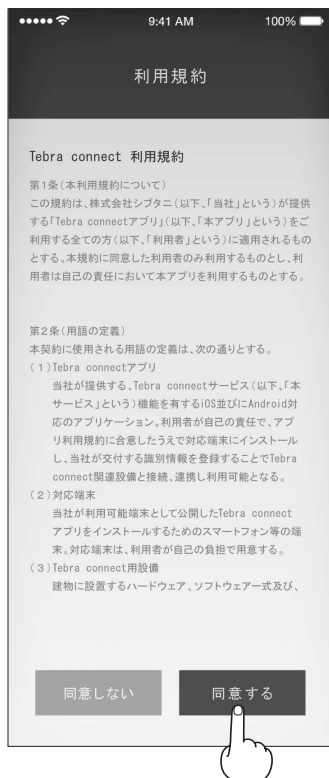 9:41 AM
100%
利用規約
Tebra connect 利用規約
第1条(本利用規約について)
この規約は、株式会社シブタニ(以下、「当社」という)が提供
する「Tebra connectアプリ」(以下、「本アプリ」という)をご
利用する全ての方(以下、「利用者」という)に適用されるもの
とする。本規約に同意した利用者のみ利用するものとし、利
用者は自己の責任において本アプリを利用するものとする。
第2条(用語の定義)
本契約に使用される用語の定義は、次の通りとする。
(1)Tebra connectアプリ
当社が提供する、Tebra connectサービス(以下、「本
サービス」という)機能を有するiOS並びにAndroid対
応のアプリケーション。利用者が自己の責任で、アプ
リ利用規約に合意したうえで対応端末にインストール
し、当社が交付する識別情報を登録することでTebra
connect関連設備と接続、連携し利用可能となる。
(2)対応端末
当社が利用可能端末として公開したTebra connect
アプリをインストールするためのスマートフォン等の端
末。対応端末は、利用者が自己の負担で用意する。
(3)Tebra connect用設備
建物に設置するハードウェア、ソフトウェアー式及び、
同意しない
同意する